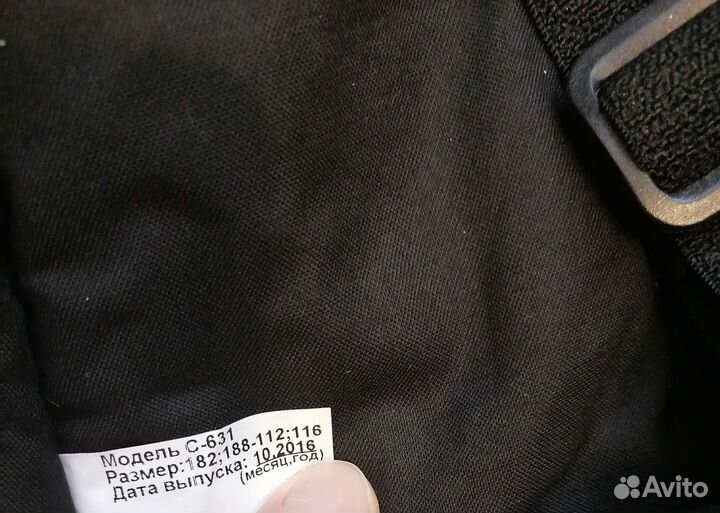 Модель С-631
Размер:182;188-112;116
Дата выпуска: 10.2016
(месяц,год)
Avito